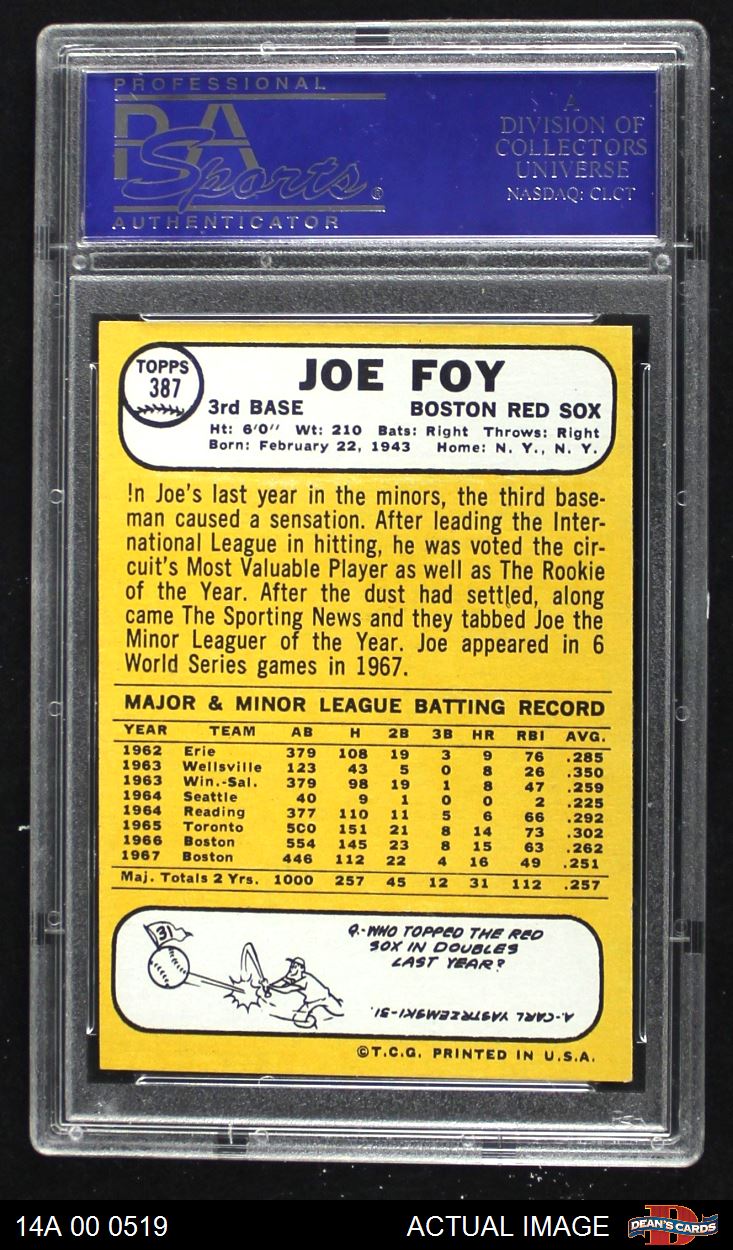 PROFESSIONAL
PSA
Sports®
AUTHENTICATOR
A
DIVISION OF
COLLECTORS
UNIVERSE
NASDAQ: CLCT
TOPPS
387
JOE FOY
3rd BASE BOSTON RED SOX
Ht: 6'0" Wt: 210 Bats: Right Throws: Right
Born: February 22, 1943 Home: N. Y., N. Y.
In Joe's last year in the minors, the third base-
man caused a sensation. After leading the Inter-
national League in hitting, he was voted the cir-
cuit's Most Valuable Player as well as The Rookie
of the Year. After the dust had settled, along
came The Sporting News and they tabbed Joe the
Minor Leaguer of the Year. Joe appeared in 6
World Series games in 1967.
MAJOR & MINOR LEAGUE BATTING RECORD
YEAR TEAM AB H 2B 3B HR RBI AVG.
1962 Erie 379 108 19 3 9 76 .285
1963 Wellsville 123 43 5 0 8 26 .350
1963 Win.-Sal. 379 98 19 1 8 47 .259
1964 Seattle 40 9 1 0 0 2 .225
1964 Reading 377 110 11 5 6 66 .292
1965 Toronto 500 151 21 8 14 73 .302
1966 Boston 554 145 23 8 15 63 .262
1967 Boston 446 112 22 4 16 49 .251
Maj. Totals 2 Yrs. 1000 257 45 12 31 112 .257
31
Q.-WHO TOPPED THE RED
SOX IN DOUBLES
LAST YEAR?
A.-CARL YASTRZEMSKI-31.
©T.C.G. PRINTED IN U.S.A.
PSA
14A 00 0519 ACTUAL IMAGE DEAN'S CARDS